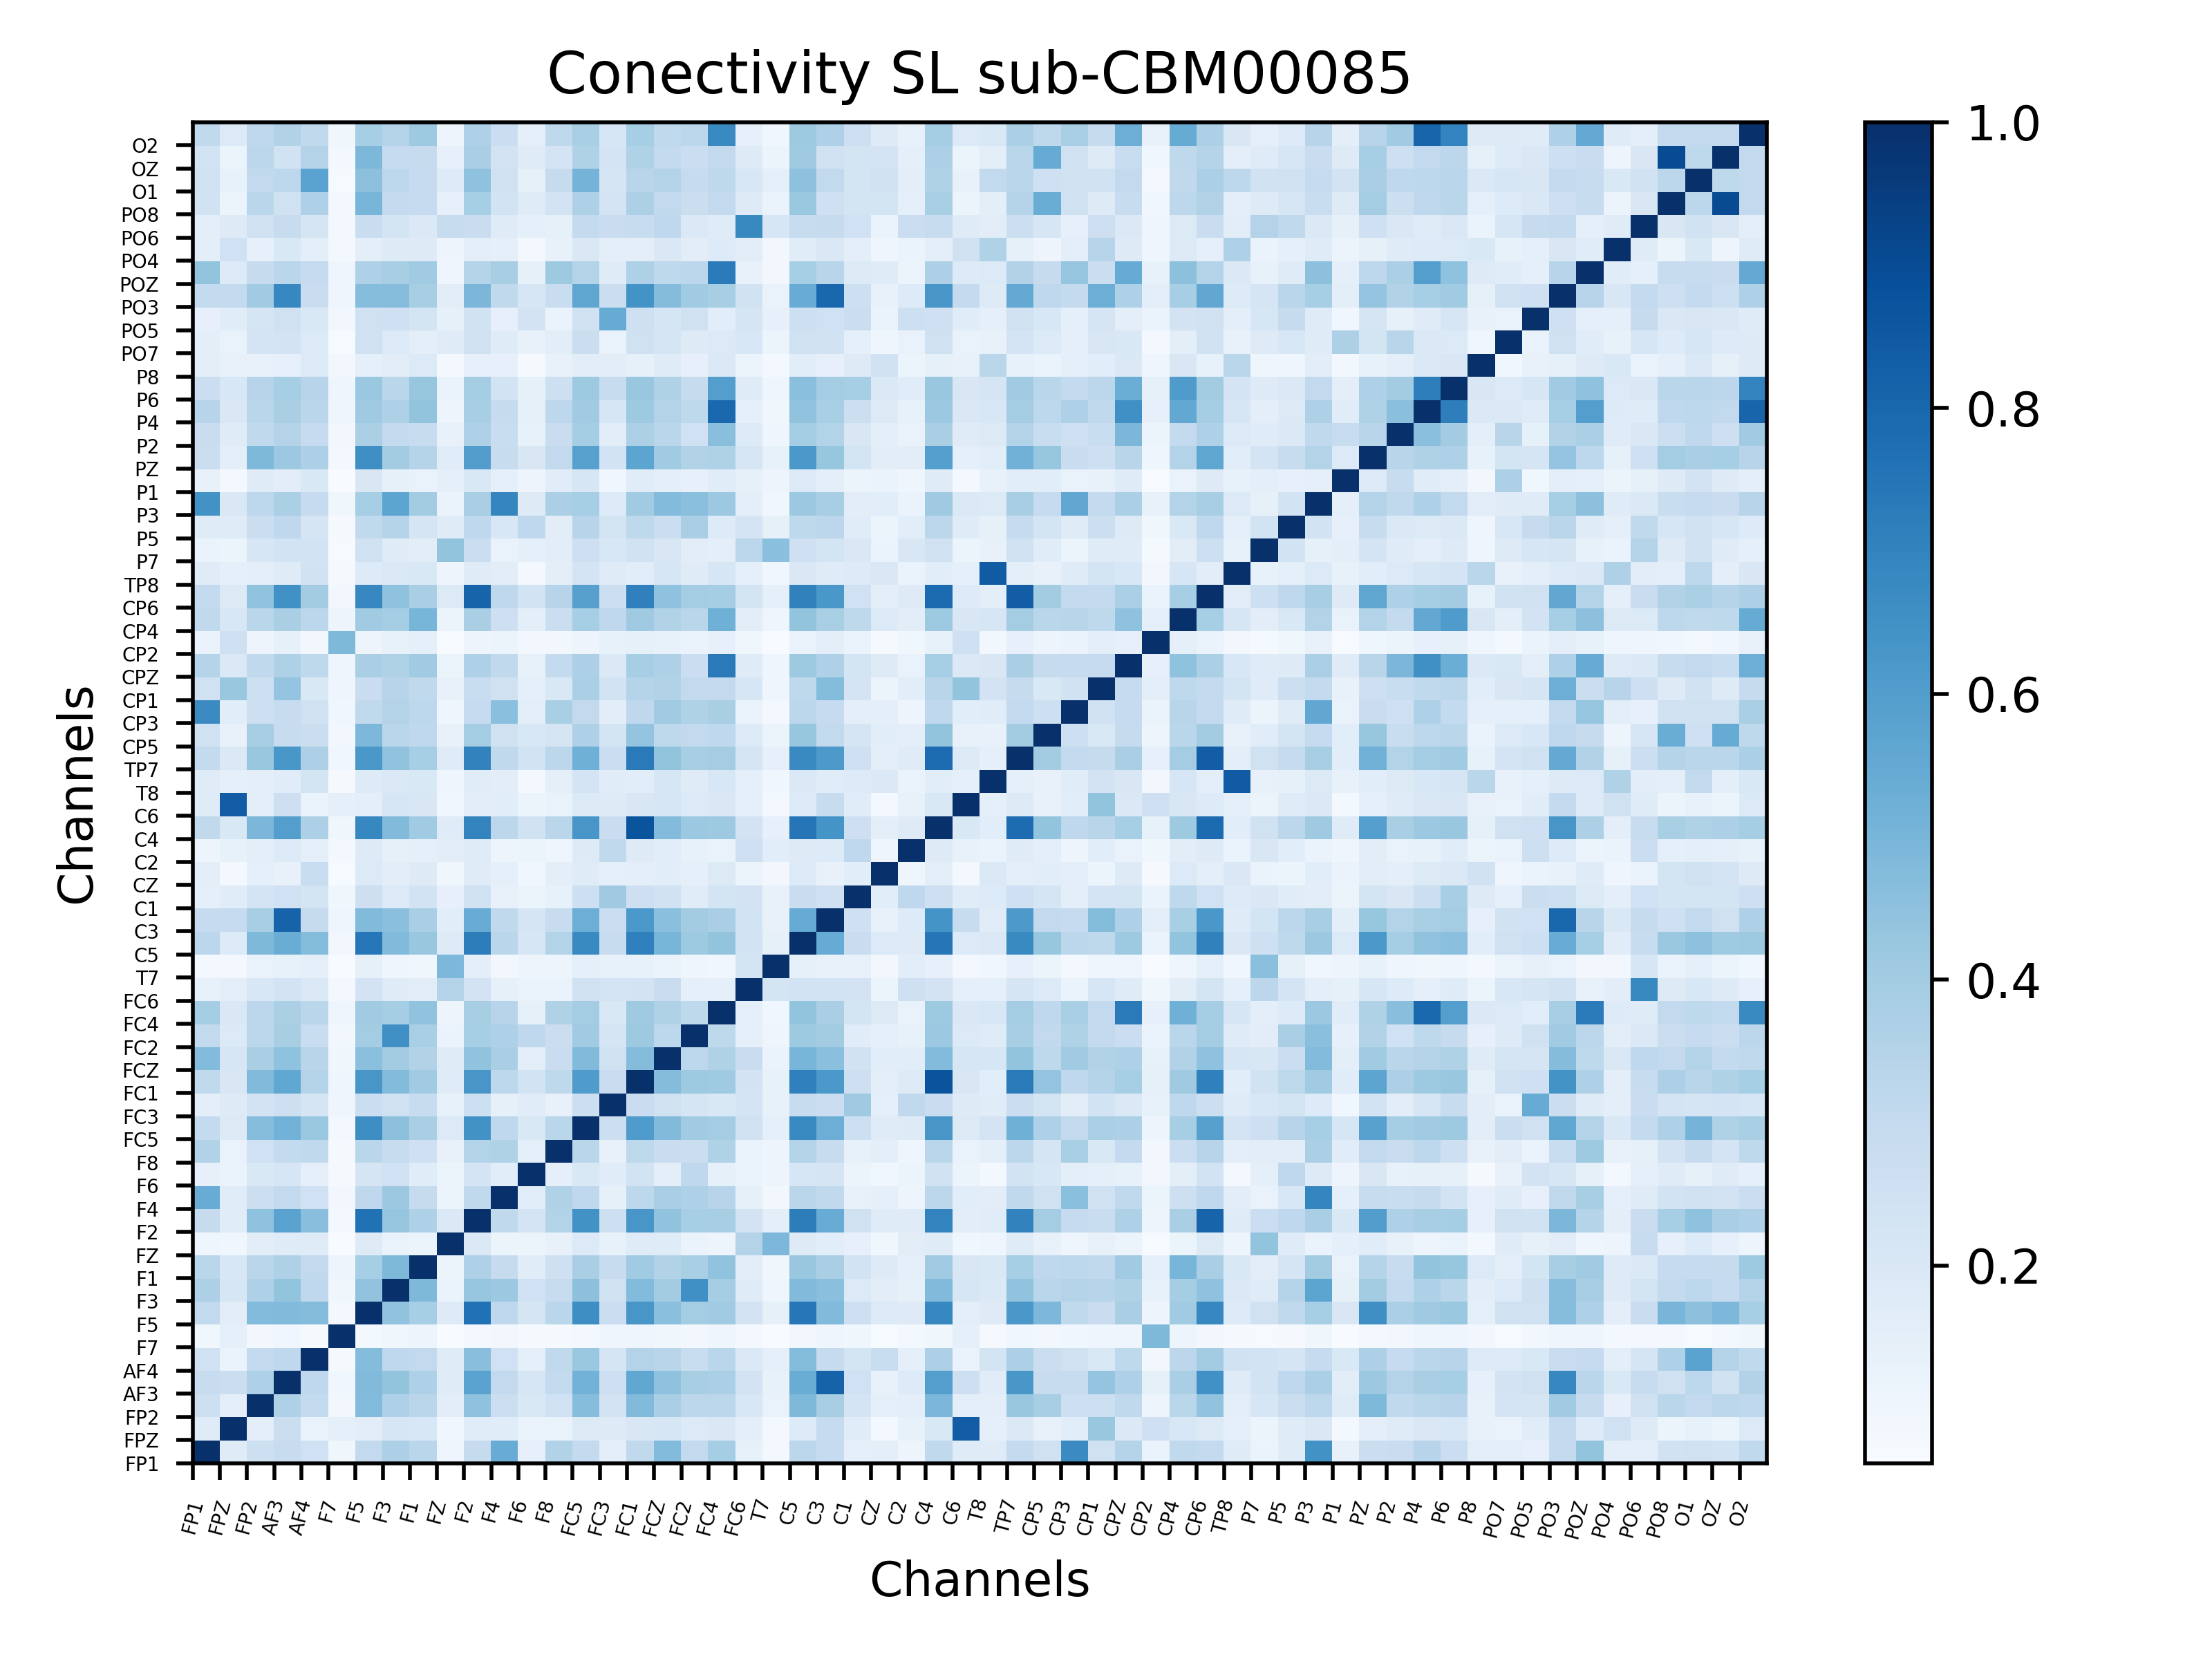 Conectivity SL sub-CBM00085
Channels
O2
OZ
O1
PO8
PO6
PO4
POZ
PO3
PO5
PO7
P8
P6
P4
P2
PZ
P1
P3
P5
P7
TP8
CP6
CP4
CP2
CPZ
CP1
CP3
CP5
TP7
T8
C6
C4
C2
CZ
C1
C3
C5
T7
FC6
FC4
FC2
FCZ
FC1
FC3
FC5
F8
F6
F4
F2
FZ
F1
F3
F5
F7
AF4
AF3
FP2
FPZ
FP1
FP1 FPZ FP2 AF3 AF4 F7 F5 F3 F1 FZ F2 F4 F6 F8 FC5 FC3 FC1 FCZ FC2 FC4 FC6 T7 C5 C3 C1 CZ C2 C4 C6 T8 TP7 CP5 CP3 CP1 CPZ CP2 CP4 CP6 TP8 P7 P5 P3 P1 PZ P2 P4 P6 P8 PO7 PO5 PO3 POZ PO4 PO6 PO8 O1 OZ O2
Channels
1.0
0.8
0.6
0.4
0.2